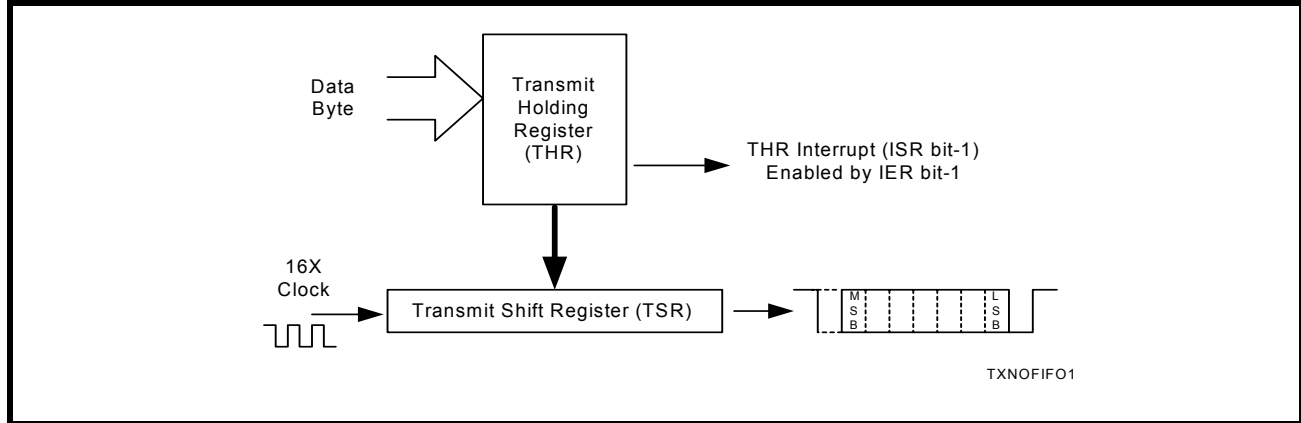 Data
Byte
Transmit
Holding
Register
(THR)
THR Interrupt (ISR bit-1)
Enabled by IER bit-1
16X
Clock
Transmit Shift Register (TSR)
M
S
B
L
S
B
TXNOFIFO1